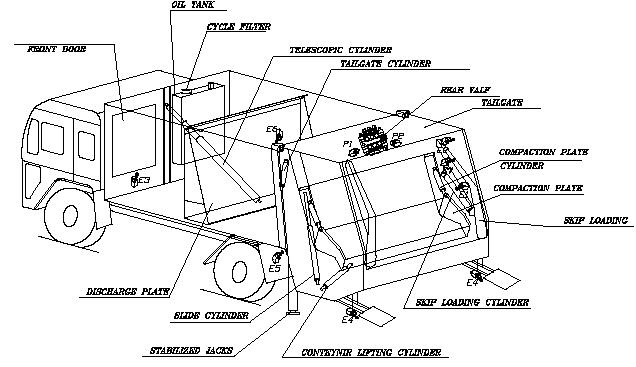 OIL TANK
CYCLE FILTER
FRONT DOOR
TELESCOPIC CYLINDER
TAILGATE CYLINDER
REAR VALF
TAILGATE
E6
P1
PP
COMPACTION PLATE
CYLINDER
E3
COMPACTION PLATE
SKIP LOADING
E5
DISCHARGE PLATE
E4
SLIDE CYLINDER
E4
SKIP LOADING CYLINDER
STABILIZED JACKS
CONTEYNIR LIFTING CYLINDER